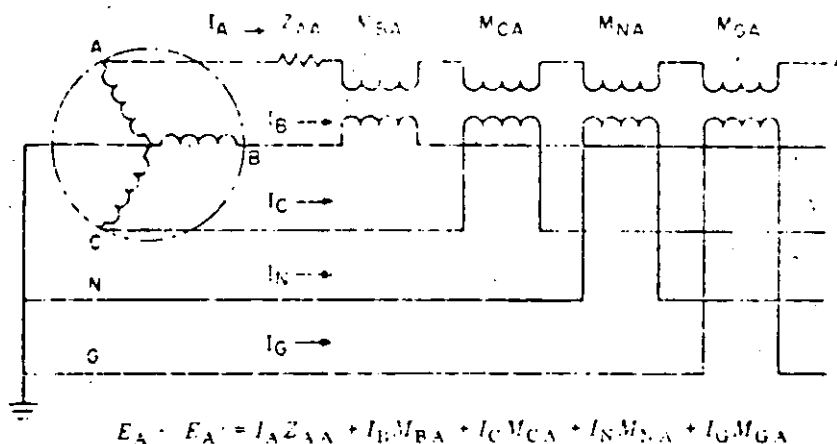 I_A → Z_AA M_BA M_CA M_NA M_GA
A
I_B →
B
I_C →
C
N I_N →
G I_G →
E_A - E_A' = I_A Z_AA + I_B M_BA + I_C M_CA + I_N M_NA + I_G M_GA